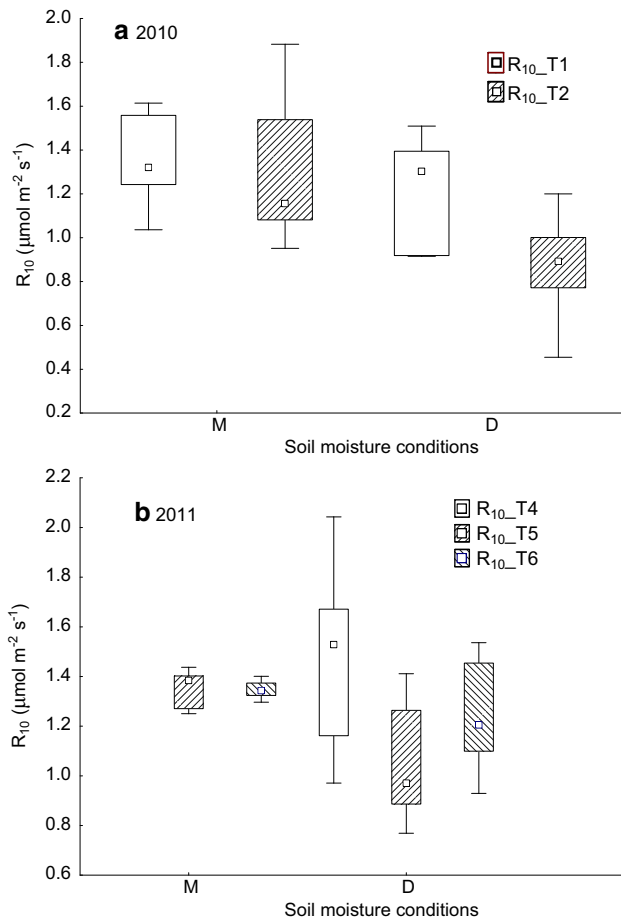 a 2010
R₁₀_T1
R₁₀_T2
2.0
1.8
1.6
1.4
1.2
1.0
0.8
0.6
0.4
0.2
R₁₀ (µmol m⁻² s⁻¹)
M D
Soil moisture conditions
b 2011
R₁₀_T4
R₁₀_T5
R₁₀_T6
2.2
2.0
1.8
1.6
1.4
1.2
1.0
0.8
0.6
R₁₀ (µmol m⁻² s⁻¹)
M D
Soil moisture conditions